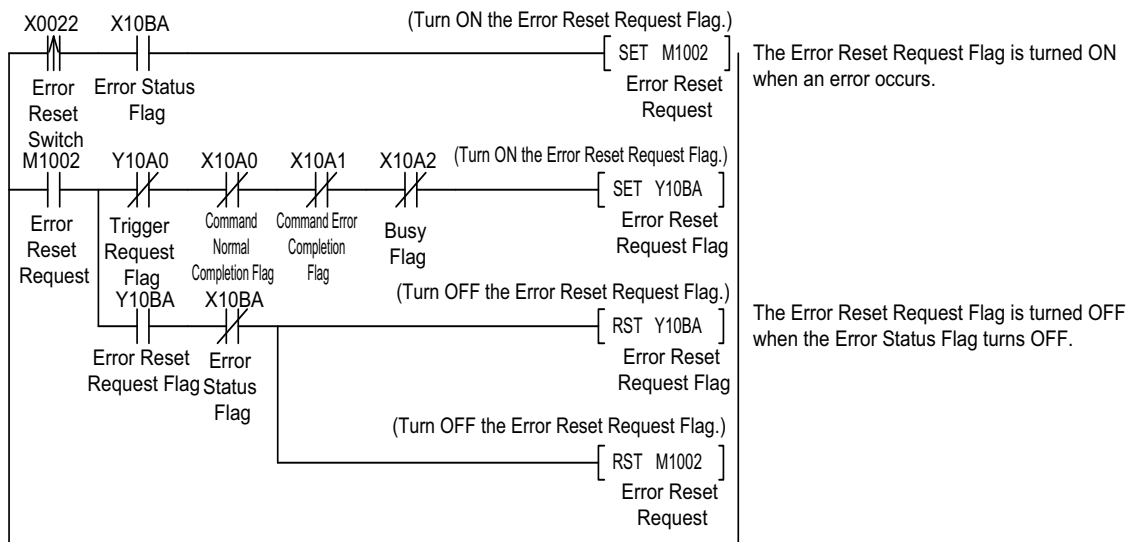 X0022 X10BA (Turn ON the Error Reset Request Flag.)
SET M1002
The Error Reset Request Flag is turned ON
when an error occurs.
Error
Reset
Switch
Error Status
Flag
Error Reset
Request
M1002 Y10A0 X10A0 X10A1 X10A2 (Turn ON the Error Reset Request Flag.)
SET Y10BA
Error
Reset
Request
Trigger
Request
Flag
Command
Normal
Completion Flag
Command Error
Completion
Flag
Busy
Flag
Error Reset
Request Flag
Y10BA X10BA (Turn OFF the Error Reset Request Flag.)
RST Y10BA
The Error Reset Request Flag is turned OFF
when the Error Status Flag turns OFF.
Error Reset
Request Flag
Error
Status
Flag
Error Reset
Request Flag
(Turn OFF the Error Reset Request Flag.)
RST M1002
Error Reset
Request